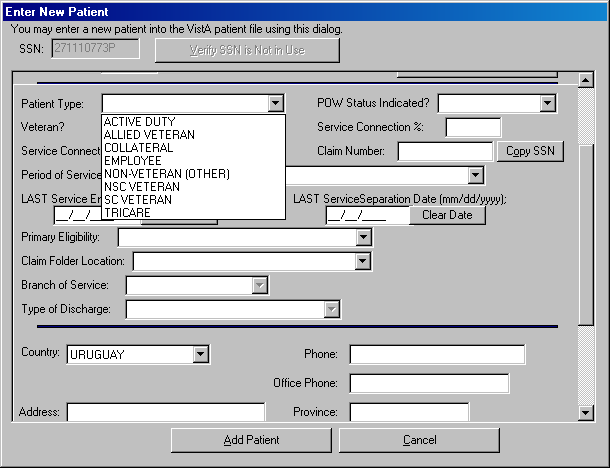 Enter New Patient
You may enter a new patient into the VistA patient file using this dialog.
SSN: 271110773P Verify SSN is Not in Use
Patient Type: POW Status Indicated?
ACTIVE DUTY
Veteran? Service Connection %:
ALLIED VETERAN
COLLATERAL
Service Connect Claim Number: Copy SSN
EMPLOYEE
NON-VETERAN (OTHER)
Period of Service
NSC VETERAN
LAST Service En LAST ServiceSeparation Date (mm/dd/yyyy);
SC VETERAN
TRICARE
__/__/____ __/__/____ Clear Date
Primary Eligibility:
Claim Folder Location:
Branch of Service:
Type of Discharge:
Country: URUGUAY Phone:
Office Phone:
Address: Province:
Add Patient Cancel